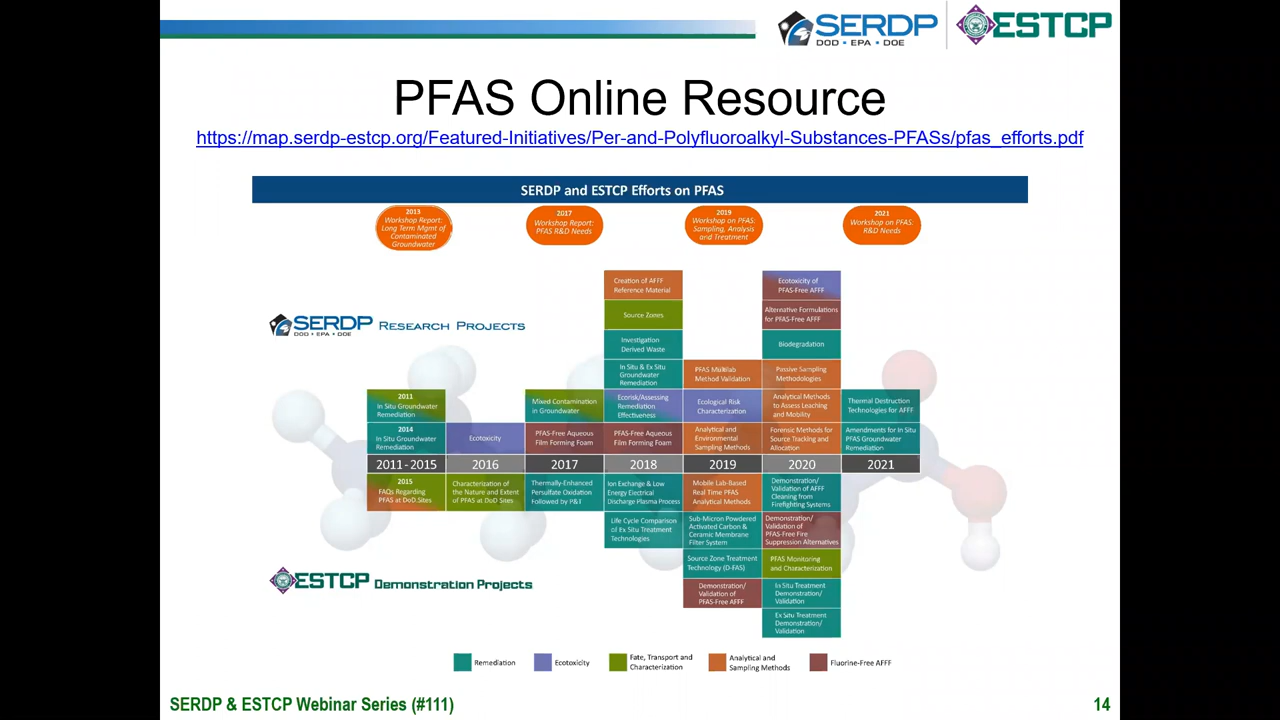 SERDP
DOD • EPA • DOE
ESTCP
PFAS Online Resource
https://map.serdp-estcp.org/Featured-Initiatives/Per-and-Polyfluoroalkyl-Substances-PFASs/pfas_efforts.pdf
SERDP and ESTCP Efforts on PFAS
2013
Workshop Report:
Long Term Mgmt of
Contaminated
Groundwater
2017
Workshop Report:
PFAS R&D Needs
2019
Workshop on PFAS:
Sampling, Analysis
and Treatment
2021
Workshop on PFAS:
R&D Needs
SERDP RESEARCH PROJECTS
DOD • EPA • DOE
2011
In Situ Groundwater
Remediation
2014
In Situ Groundwater
Remediation
Ecotoxicity
Mixed Contamination
in Groundwater
PFAS-Free Aqueous
Film Forming Foam
Creation of AFFF
Reference Material
Source Zones
Investigation
Derived Waste
In Situ & Ex Situ
Groundwater
Remediation
Ecorisk/Assessing
Remediation
Effectiveness
PFAS-Free Aqueous
Film Forming Foam
PFAS Multilab
Method Validation
Ecological Risk
Characterization
Analytical and
Environmental
Sampling Methods
Ecotoxicity of
PFAS-Free AFFF
Alternative Formulations
for PFAS-Free AFFF
Biodegradation
Passive Sampling
Methodologies
Analytical Methods
to Assess Leaching
and Mobility
Forensic Methods for
Source Tracking and
Allocation
Thermal Destruction
Technologies for AFFF
Amendments for In Situ
PFAS Groundwater
Remediation
2011 - 2015
2016
2017
2018
2019
2020
2021
2015
FAQs Regarding
PFAS at DoD Sites
Characterization of
the Nature and Extent
of PFAS at DoD Sites
Thermally-Enhanced
Persulfate Oxidation
Followed by P&T
Ion Exchange & Low
Energy Electrical
Discharge Plasma Process
Life Cycle Comparison
of Ex Situ Treatment
Technologies
Mobile Lab-Based
Real Time PFAS
Analytical Methods
Sub-Micron Powdered
Activated Carbon &
Ceramic Membrane
Filter System
Source Zone Treatment
Technology (D-FAS)
Demonstration/
Validation of
PFAS-Free AFFF
Demonstration/
Validation of AFFF
Cleaning from
Firefighting Systems
Demonstration/
Validation of
PFAS-Free Fire
Suppression Alternatives
PFAS Monitoring
and Characterization
In Situ Treatment
Demonstration/
Validation
Ex Situ Treatment
Demonstration/
Validation
ESTCP Demonstration Projects
Remediation
Ecotoxicity
Fate, Transport and
Characterization
Analytical and
Sampling Methods
Fluorine-Free AFFF
SERDP & ESTCP Webinar Series (#111)
14